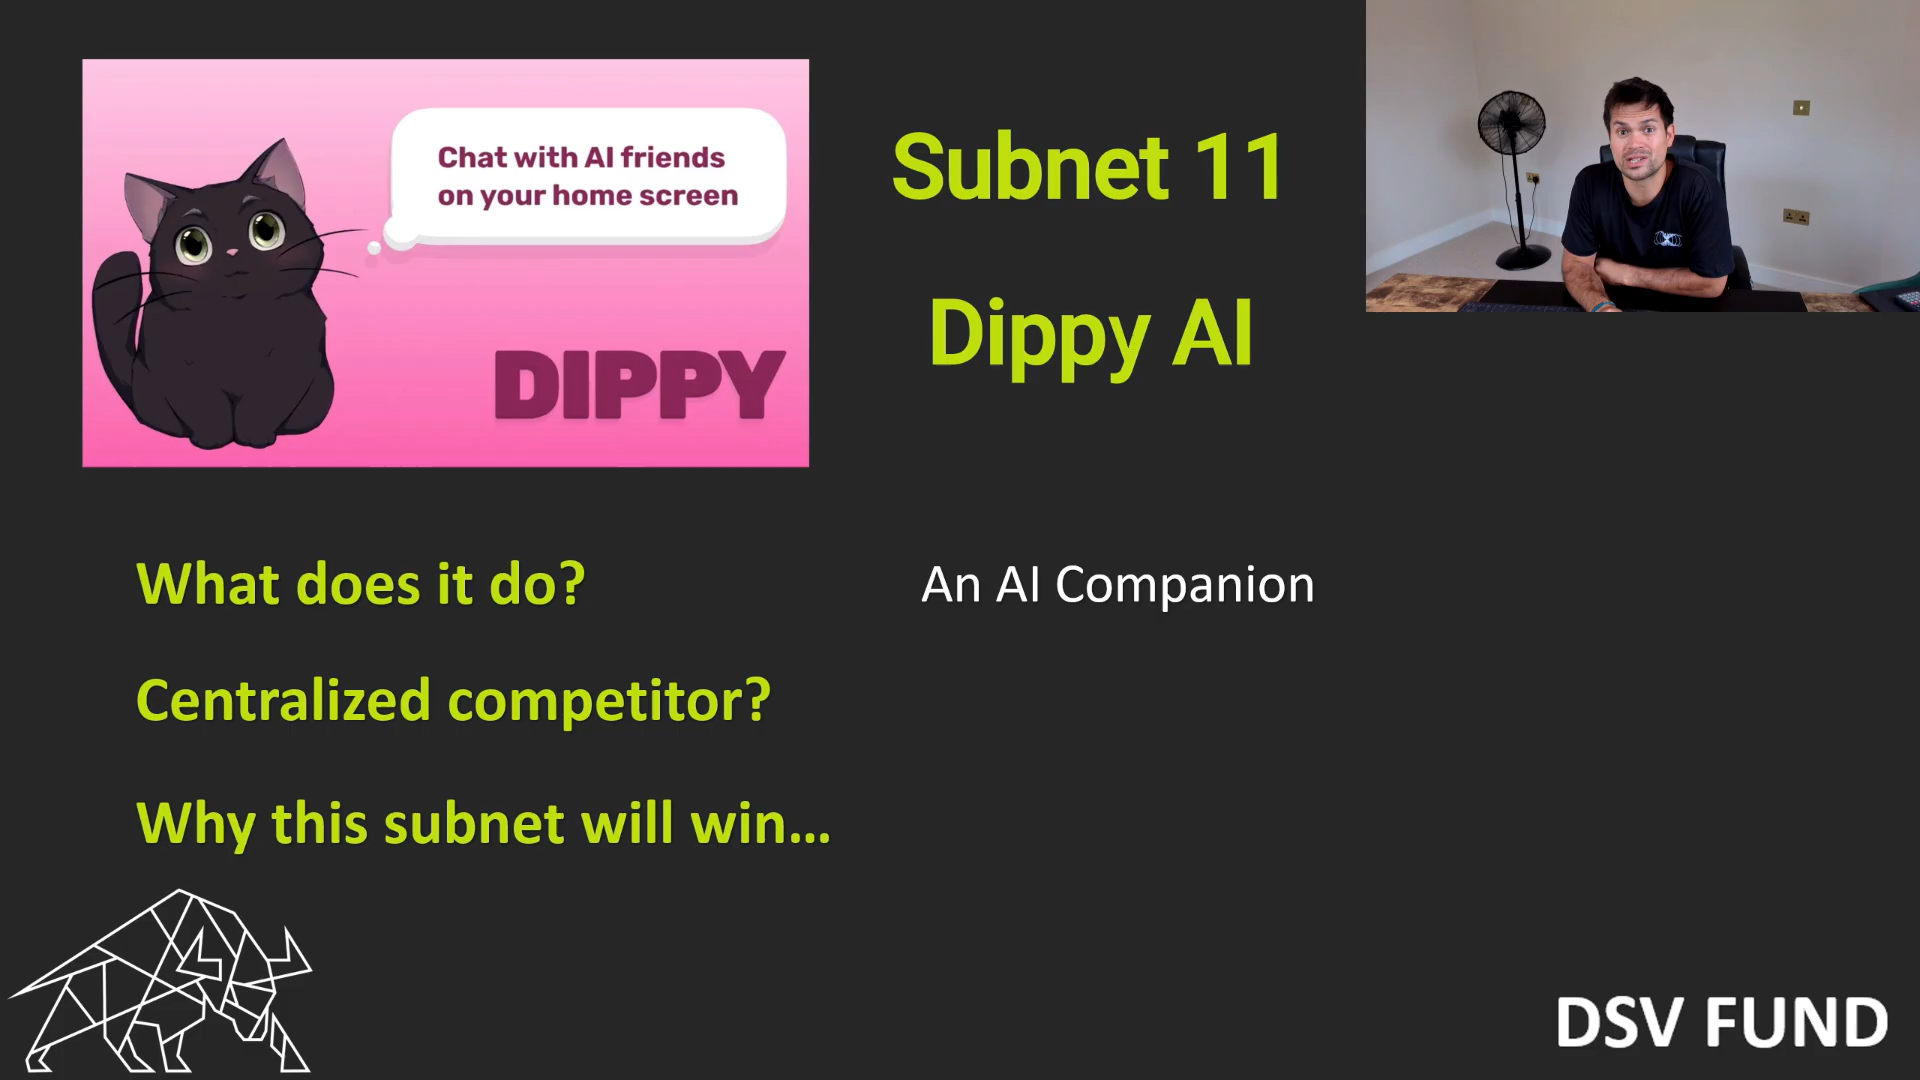 Chat with AI friends
on your home screen
DIPPY
Subnet 11
Dippy AI
What does it do?
An AI Companion
Centralized competitor?
Why this subnet will win...
DSV FUND